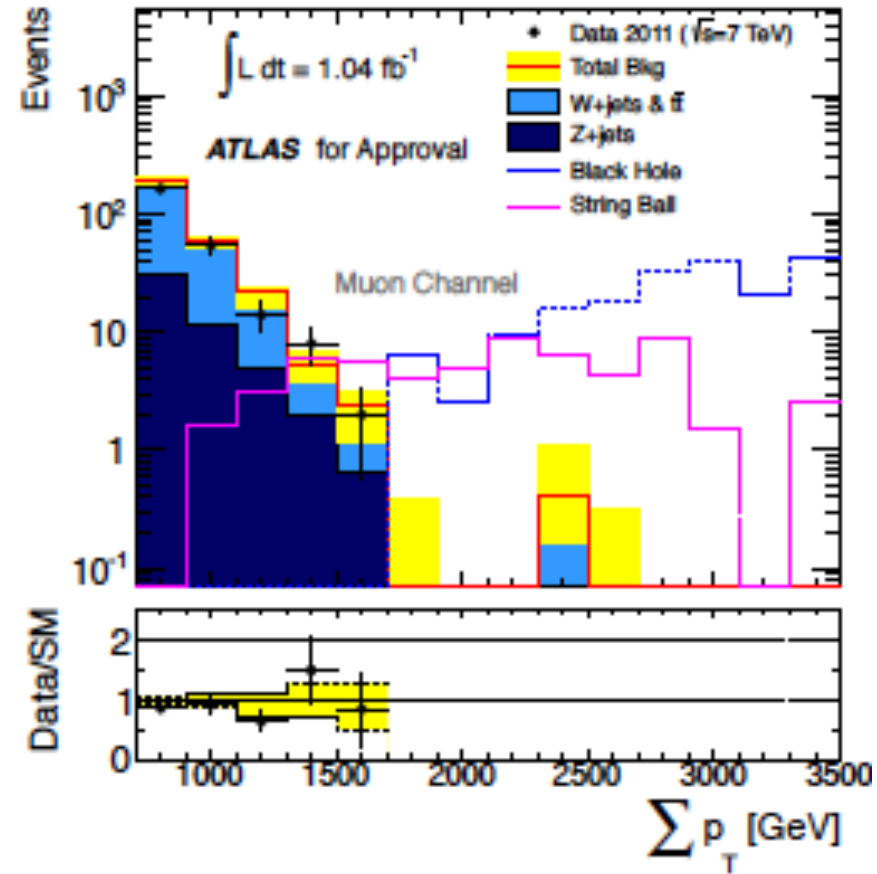 Events
10³
10²
10
1
10⁻¹
∫L dt = 1.04 fb⁻¹
ATLAS for Approval
Data 2011 (√s=7 TeV)
Total Bkg
W+jets & tt̄
Z+jets
Black Hole
String Ball
Muon Channel
Data/SM
2
1
0
1000 1500 2000 2500 3000 3500
∑ p_T [GeV]